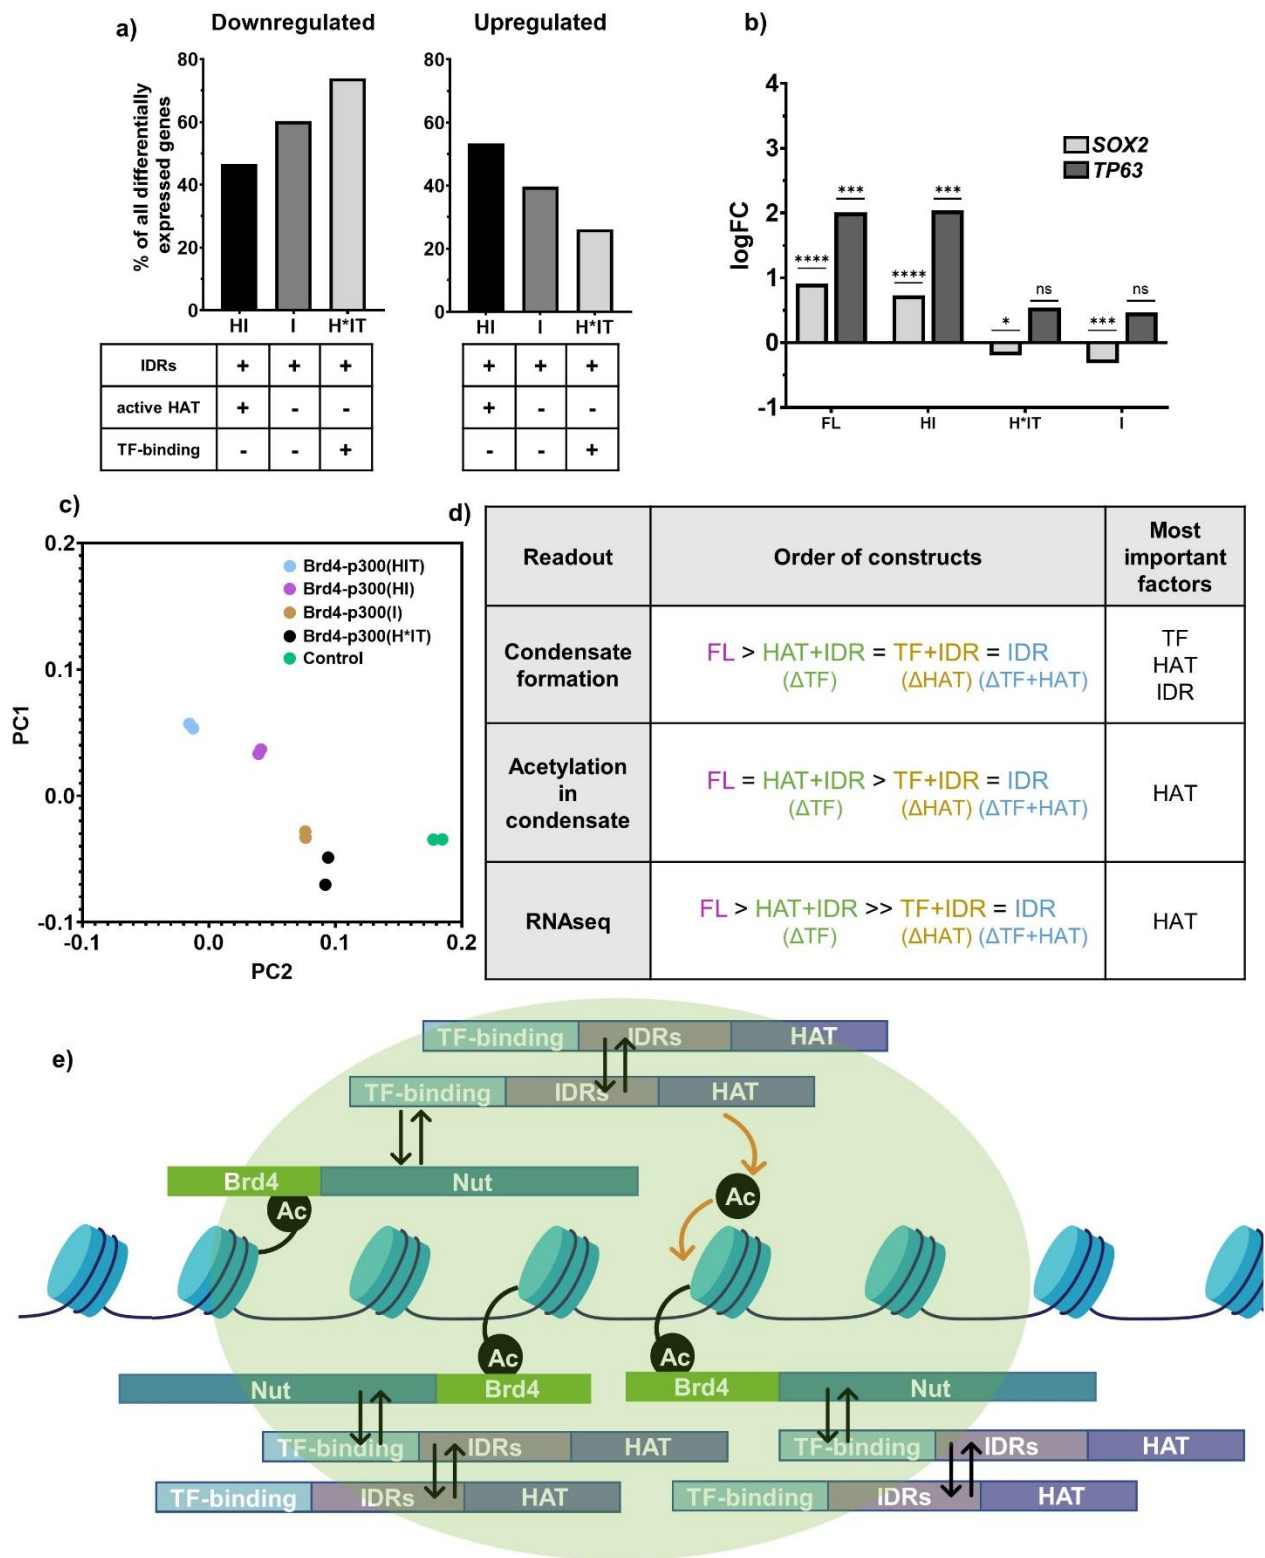 a)
Downregulated
Upregulated
% of all differentially
expressed genes
80
60
40
20
0
HI
I
H*IT
80
60
40
20
0
HI
I
H*IT
IDRs + + +
active HAT + - -
TF-binding - - +
+ + +
+ - -
- - +
b)
logFC
4
3
2
1
0
-1
SOX2
TP63
****
***
****
***
*
ns
***
ns
FL
HI
H*IT
I
c)
PC1
0.2
0.1
0.0
-0.1
-0.1
0.0
0.1
0.2
PC2
Brd4-p300(HIT)
Brd4-p300(HI)
Brd4-p300(I)
Brd4-p300(H*IT)
Control
d)
Readout
Order of constructs
Most
important
factors
Condensate
formation
FL > HAT+IDR = TF+IDR = IDR
(ΔTF) (ΔHAT) (ΔTF+HAT)
TF
HAT
IDR
Acetylation
in
condensate
FL = HAT+IDR > TF+IDR = IDR
(ΔTF) (ΔHAT) (ΔTF+HAT)
HAT
RNAseq
FL > HAT+IDR >> TF+IDR = IDR
(ΔTF) (ΔHAT) (ΔTF+HAT)
HAT
e)
TF-binding IDRs HAT
TF-binding IDRs HAT
Brd4 Nut
Ac
Ac
Ac
Ac
Nut Brd4
Brd4 Nut
TF-binding IDRs HAT
TF-binding IDRs HAT
TF-binding IDRs HAT
TF-binding IDRs HAT